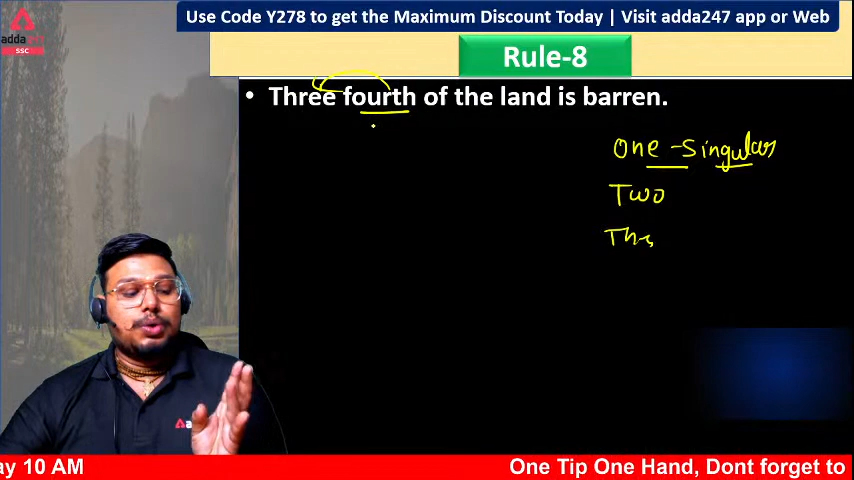 Use Code Y278 to get the Maximum Discount Today | Visit adda247 app or Web
SSC
Rule-8
• Three fourth of the land is barren.
One - Singular
Two
ay 10 AM
One Tip One Hand, Dont forget to